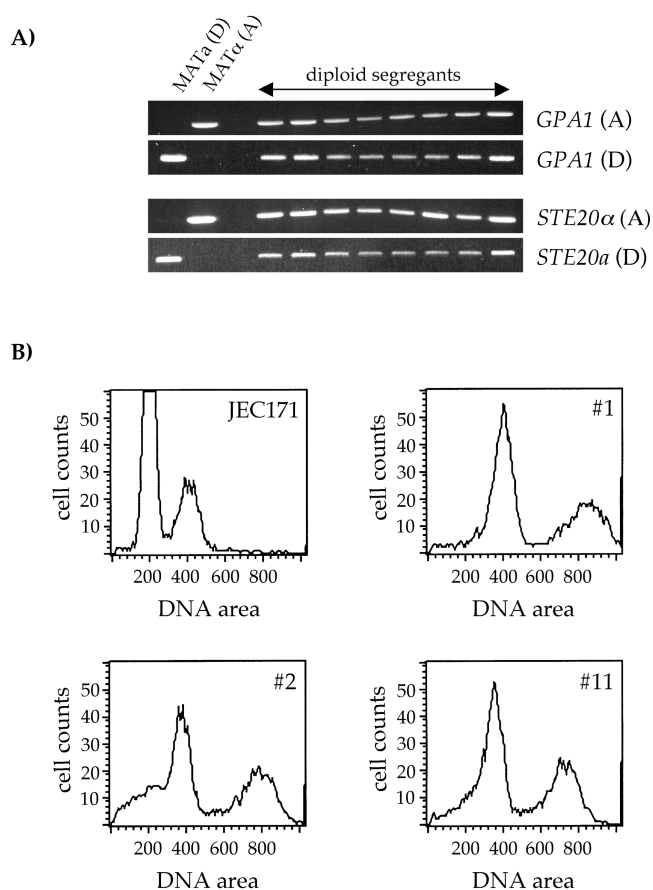 A)
MATa (D)
MATα (A)
diploid segregants
GPA1 (A)
GPA1 (D)
STE20α (A)
STE20a (D)
B)
JEC171
cell counts
50
40
30
20
10
200 400 600 800
DNA area
#1
cell counts
50
40
30
20
10
200 400 600 800
DNA area
#2
cell counts
50
40
30
20
10
200 400 600 800
DNA area
#11
cell counts
50
40
30
20
10
200 400 600 800
DNA area